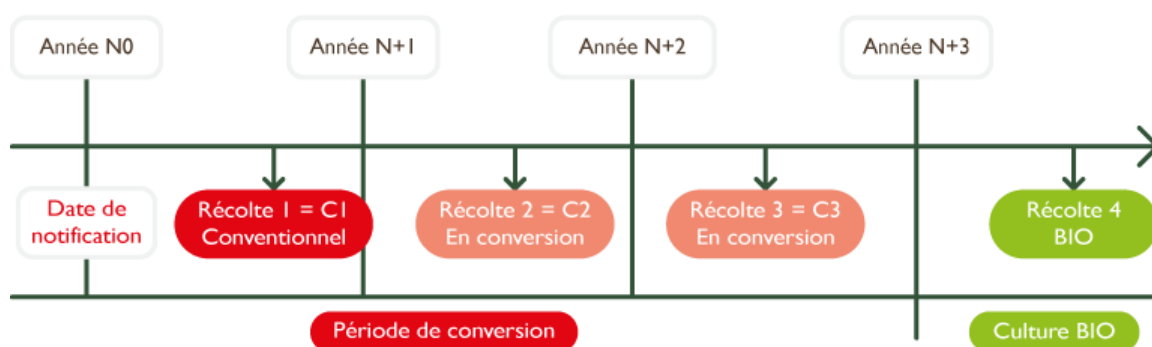 Année N0
Année N+1
Année N+2
Année N+3
Date de
notification
Récolte 1 = C1
Conventionnel
Récolte 2 = C2
En conversion
Récolte 3 = C3
En conversion
Récolte 4
BIO
Période de conversion
Culture BIO